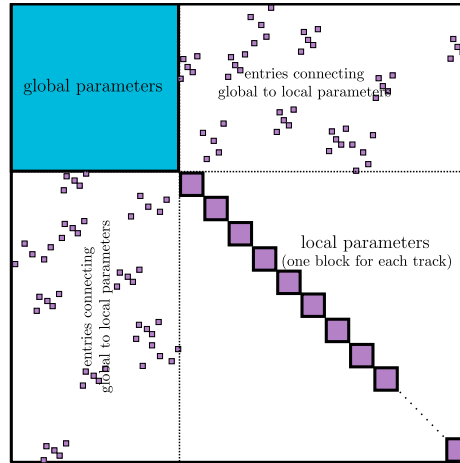 global parameters
entries connecting
global to local parameters
local parameters
(one block for each track)
entries connecting
global to local parameters